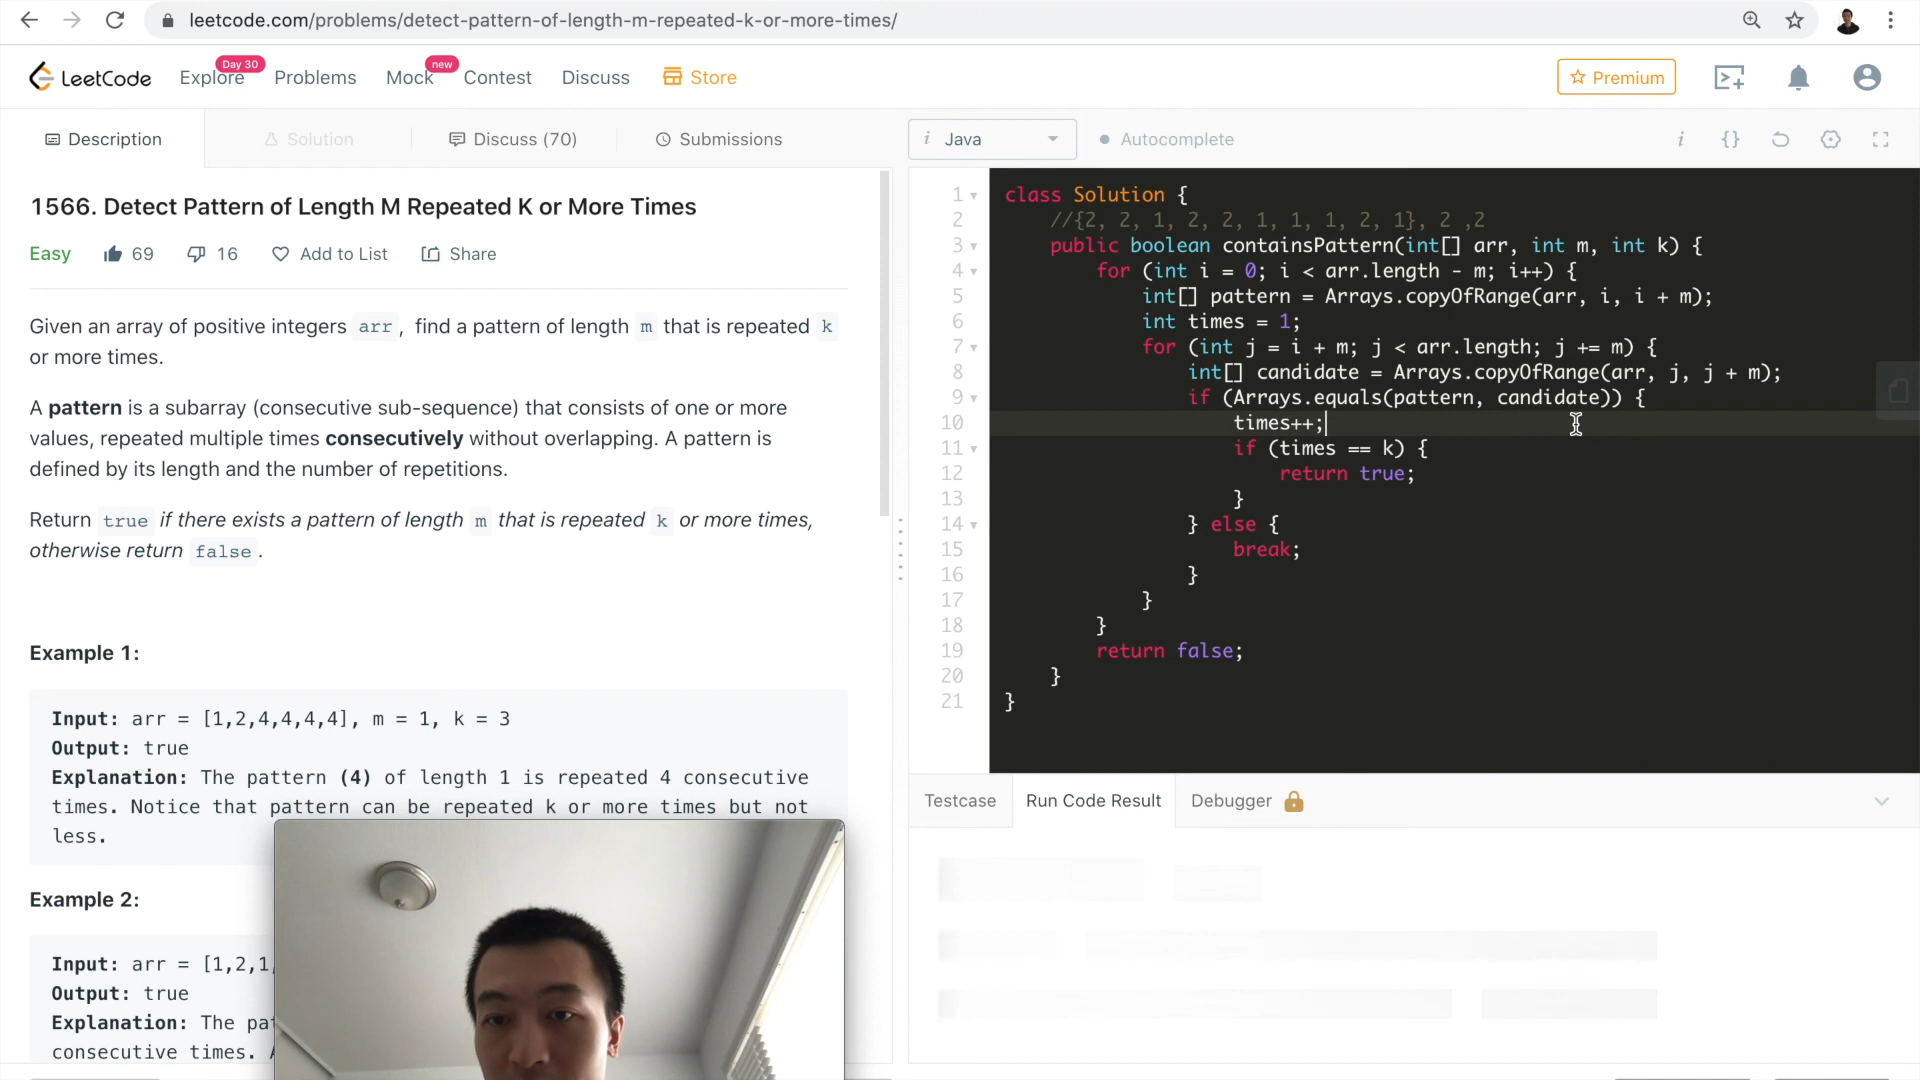 leetcode.com/problems/detect-pattern-of-length-m-repeated-k-or-more-times/
LeetCode
Explore
Day 30
Problems
Mock
new
Contest
Discuss
Store
Premium
Description
Solution
Discuss (70)
Submissions
i Java
Autocomplete
1566. Detect Pattern of Length M Repeated K or More Times
Easy
69
16
Add to List
Share
Given an array of positive integers arr, find a pattern of length m that is repeated k
or more times.
A pattern is a subarray (consecutive sub-sequence) that consists of one or more
values, repeated multiple times consecutively without overlapping. A pattern is
defined by its length and the number of repetitions.
Return true if there exists a pattern of length m that is repeated k or more times,
otherwise return false.
Example 1:
Input: arr = [1,2,4,4,4,4], m = 1, k = 3
Output: true
Explanation: The pattern (4) of length 1 is repeated 4 consecutive
times. Notice that pattern can be repeated k or more times but not
less.
Example 2:
Input: arr = [1,2,1,
Output: true
Explanation: The pat
consecutive times.
1 class Solution {
2 //{2, 2, 1, 2, 2, 1, 1, 1, 2, 1}, 2 ,2
3 public boolean containsPattern(int[] arr, int m, int k) {
4 for (int i = 0; i < arr.length - m; i++) {
5 int[] pattern = Arrays.copyOfRange(arr, i, i + m);
6 int times = 1;
7 for (int j = i + m; j < arr.length; j += m) {
8 int[] candidate = Arrays.copyOfRange(arr, j, j + m);
9 if (Arrays.equals(pattern, candidate)) {
10 times++;
11 if (times == k) {
12 return true;
13 }
14 } else {
15 break;
16 }
17 }
18 }
19 return false;
20 }
21 }
Testcase
Run Code Result
Debugger